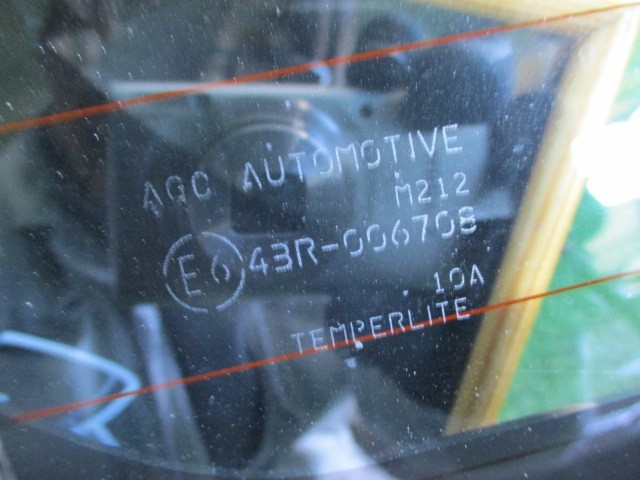 AGC AUTOMOTIVE
M212
E6 43R-006708
. 10A
TEMPERLITE